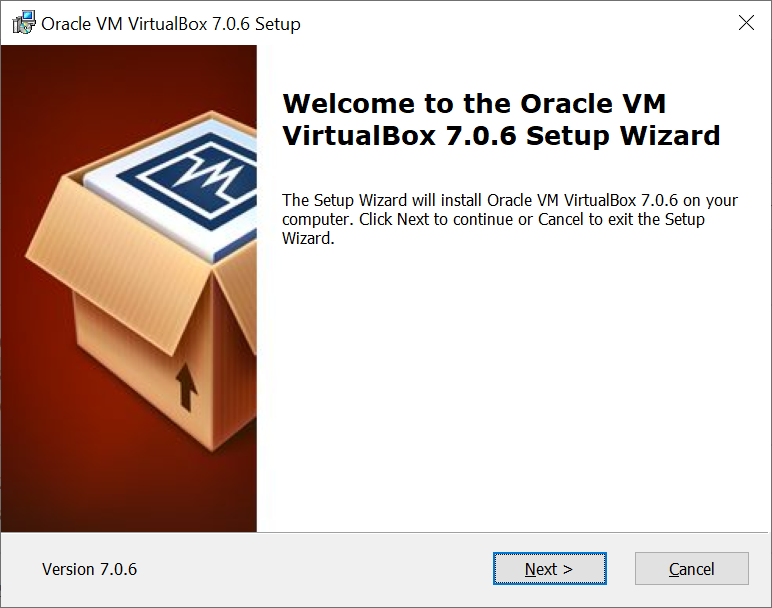 Oracle VM VirtualBox 7.0.6 Setup
Welcome to the Oracle VM
VirtualBox 7.0.6 Setup Wizard
The Setup Wizard will install Oracle VM VirtualBox 7.0.6 on your
computer. Click Next to continue or Cancel to exit the Setup
Wizard.
Version 7.0.6
Next >
Cancel